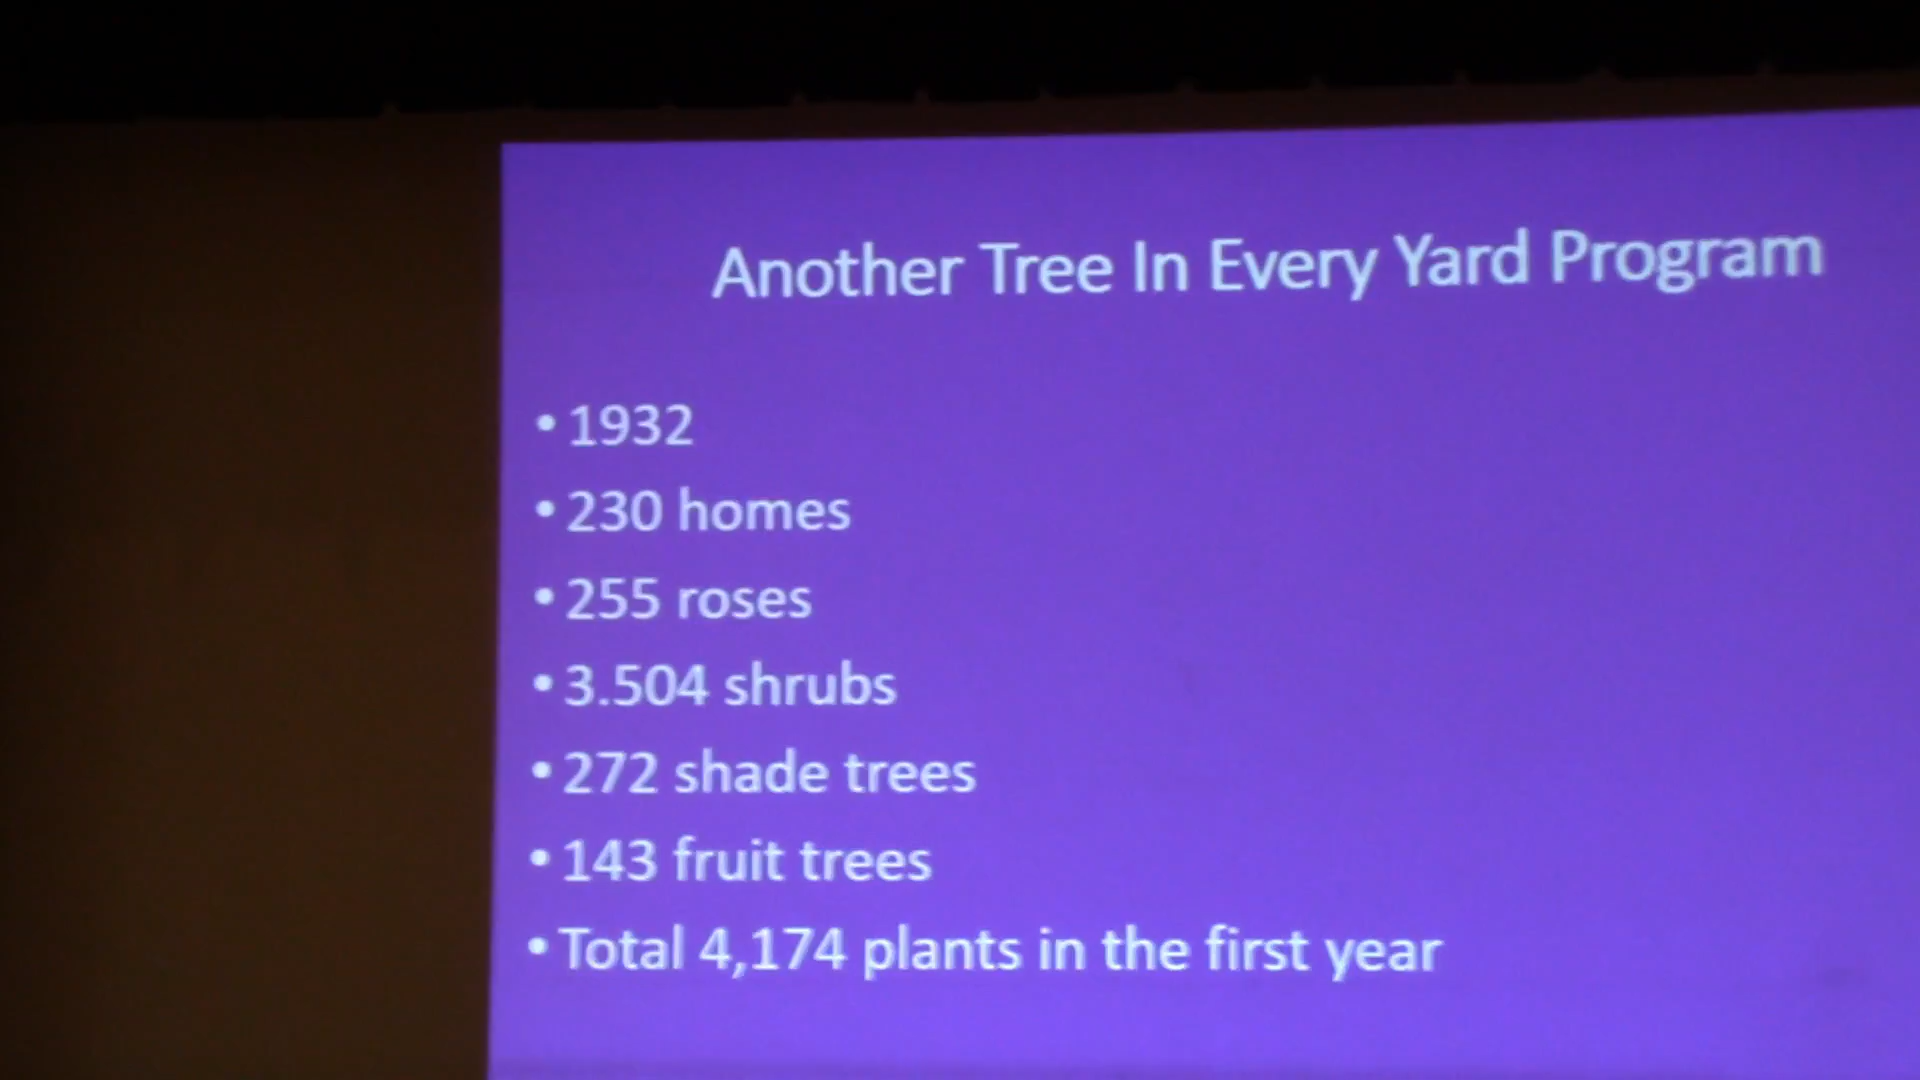 Another Tree In Every Yard Program
• 1932
• 230 homes
• 255 roses
• 3.504 shrubs
• 272 shade trees
• 143 fruit trees
• Total 4,174 plants in the first year